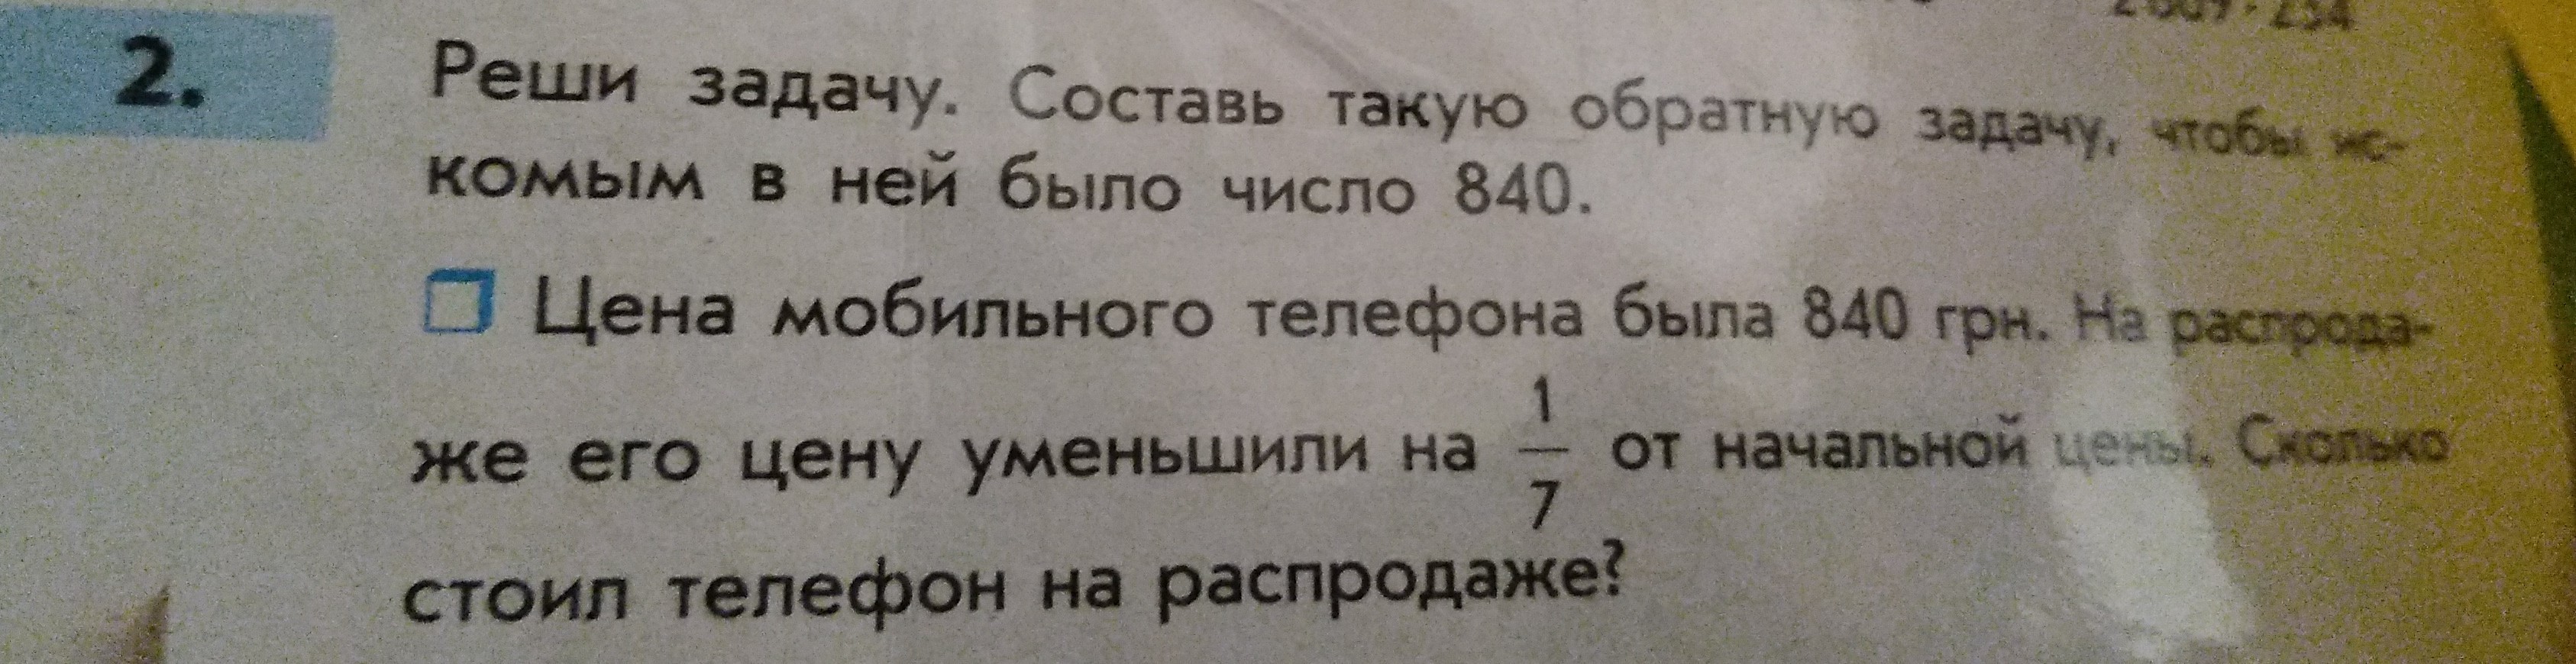 2.
Реши задачу. Составь такую обратную задачу, чтобы ис-
комым в ней было число 840.
Цена мобильного телефона была 840 грн. На распрода-
же его цену уменьшили на 1/7 от начальной цены. Сколько
стоил телефон на распродаже?